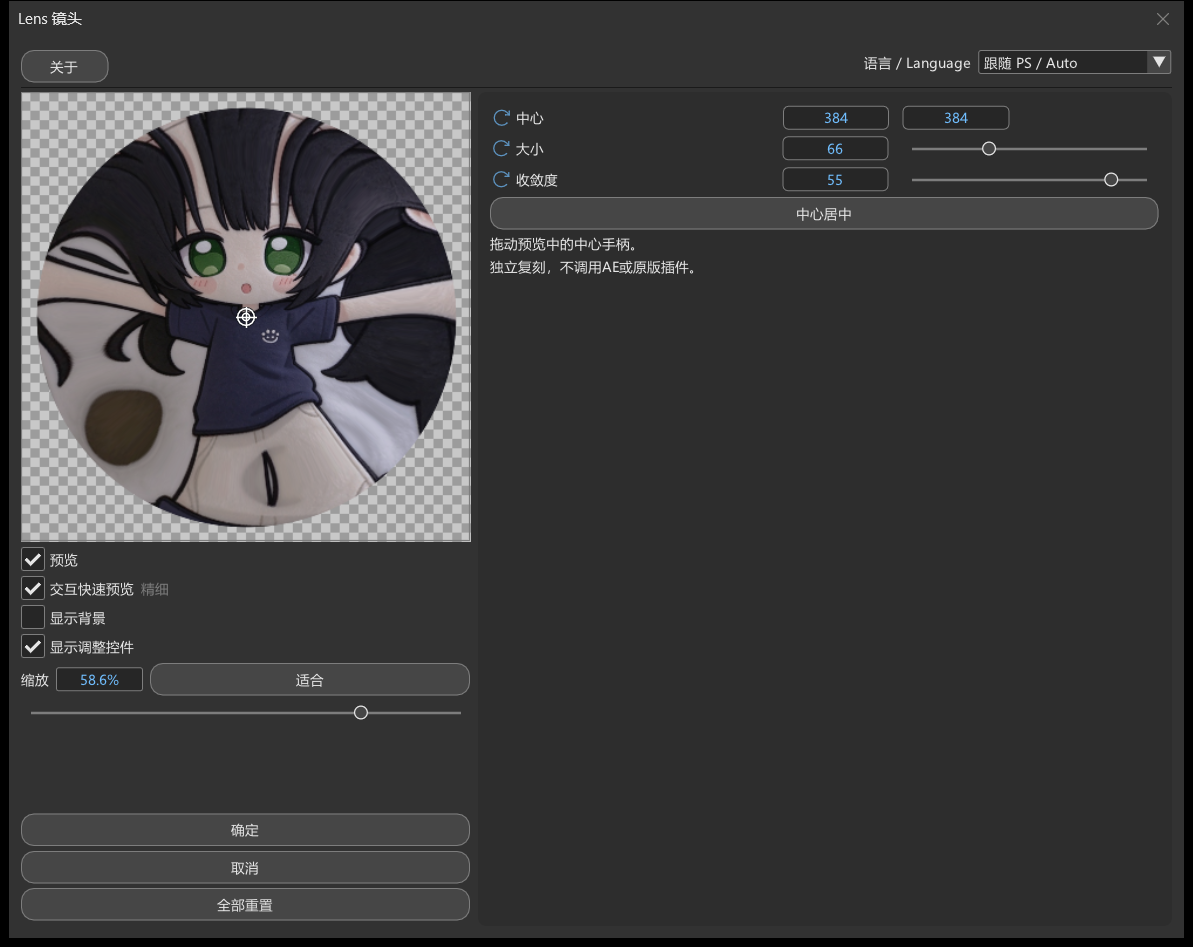 Lens 镜头
关于
语言 / Language 跟随 PS / Auto
中心 384 384
大小 66
收敛度 55
中心居中
拖动预览中的中心手柄。
独立复刻，不调用AE或原版插件。
预览
交互快速预览 精细
显示背景
显示调整控件
缩放 58.6% 适合
确定
取消
全部重置